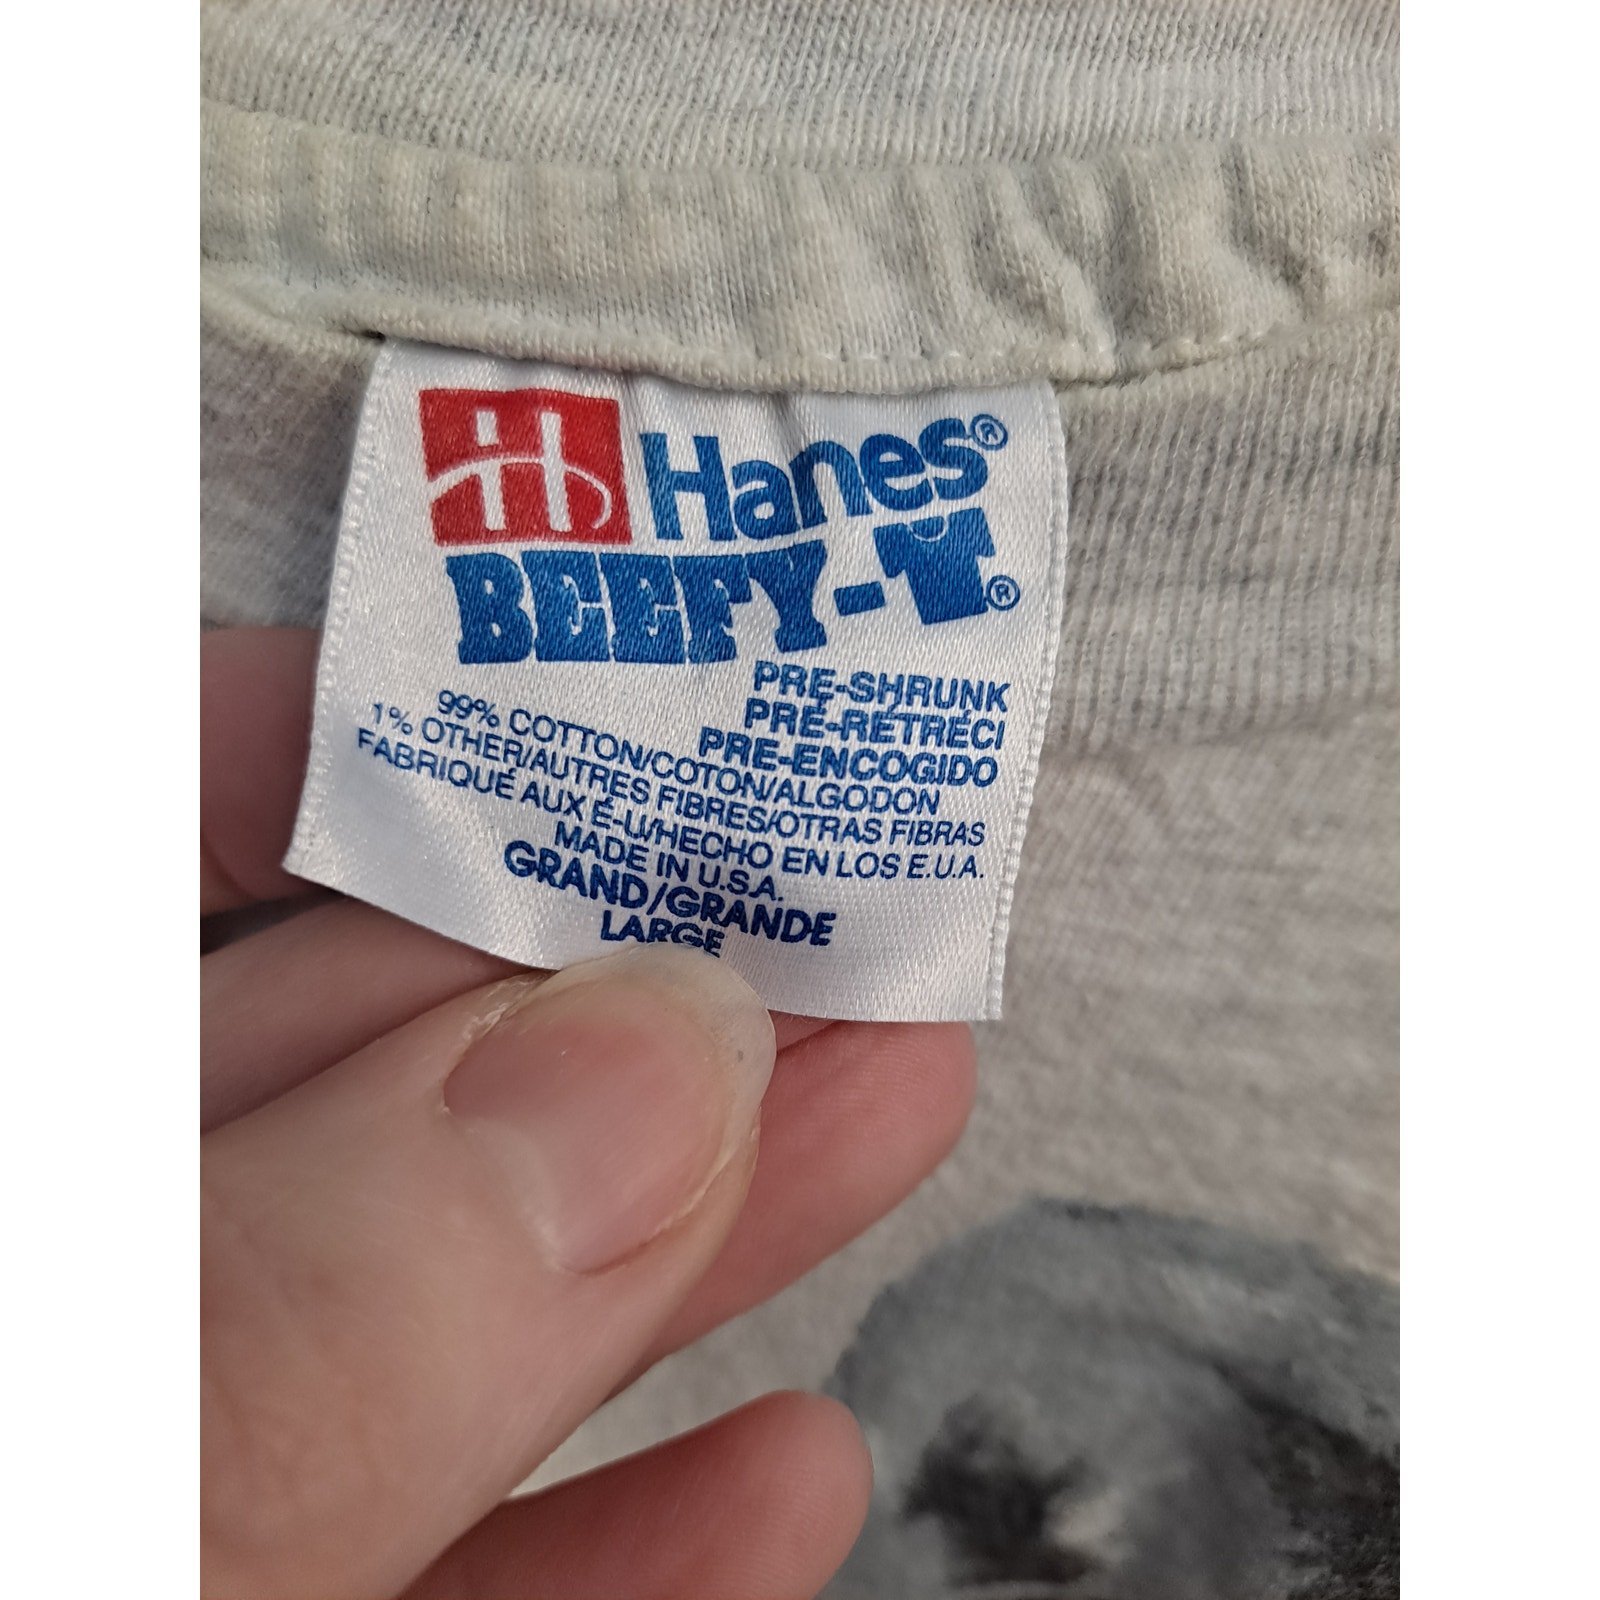 H Hanes®
BEEFY-T®
PRE-SHRUNK
PRÉ-RÉTRÉCI
PRE-ENCOGIDO
99% COTTON/COTON/ALGODON
1% OTHER/AUTRES FIBRES/OTRAS FIBRAS
FABRIQUÉ AUX É-U/HECHO EN LOS E.U.A.
MADE IN U.S.A.
GRAND/GRANDE
LARGE